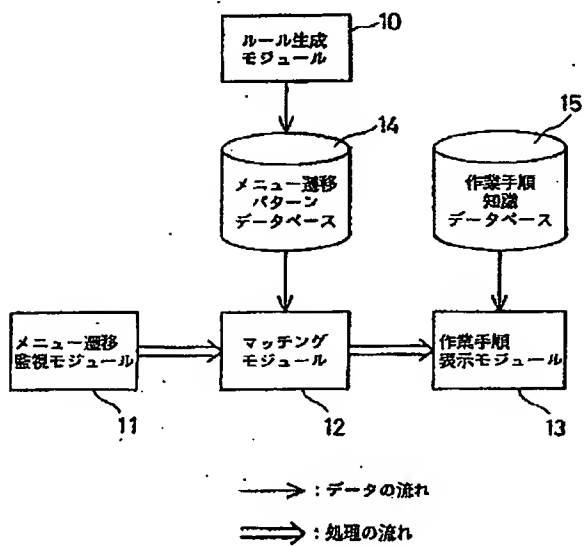 10
ルール生成
モジュール
14
15
メニュー遷移
パターン
データベース
作業手順
知識
データベース
メニュー遷移
監視モジュール
マッチング
モジュール
作業手順
表示モジュール
11
12
13
：データの流れ
：処理の流れ